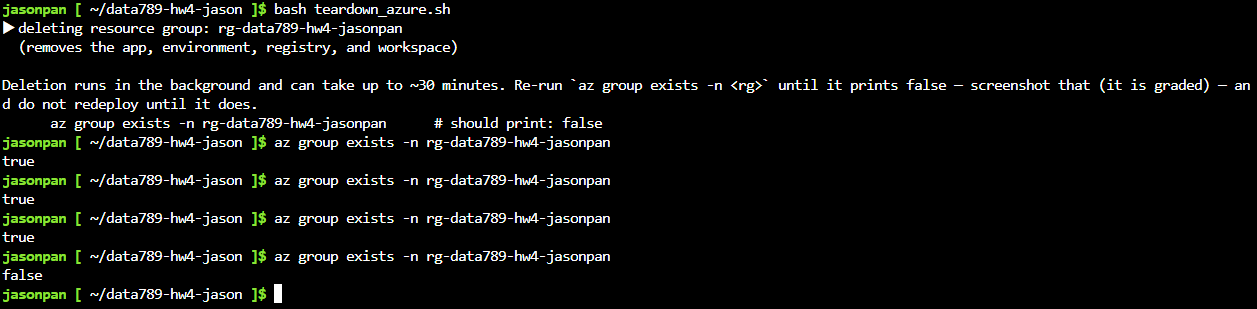 jasonpan [ ~/data789-hw4-jason ]$ bash teardown_azure.sh
▶deleting resource group: rg-data789-hw4-jasonpan
(removes the app, environment, registry, and workspace)
Deletion runs in the background and can take up to ~30 minutes. Re-run `az group exists -n <rg>` until it prints false — screenshot that (it is graded) — an
d do not redeploy until it does.
az group exists -n rg-data789-hw4-jasonpan      # should print: false
jasonpan [ ~/data789-hw4-jason ]$ az group exists -n rg-data789-hw4-jasonpan
true
jasonpan [ ~/data789-hw4-jason ]$ az group exists -n rg-data789-hw4-jasonpan
true
jasonpan [ ~/data789-hw4-jason ]$ az group exists -n rg-data789-hw4-jasonpan
true
jasonpan [ ~/data789-hw4-jason ]$ az group exists -n rg-data789-hw4-jasonpan
false
jasonpan [ ~/data789-hw4-jason ]$